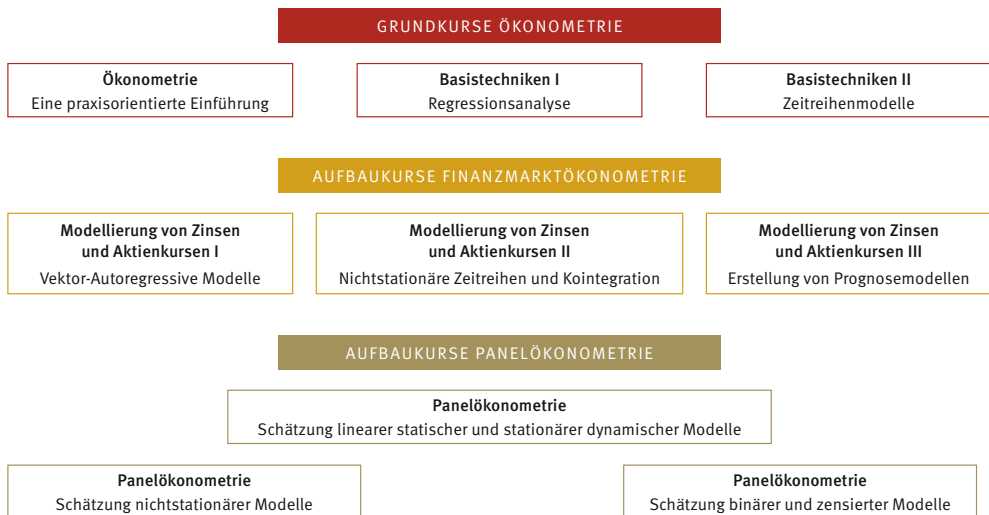 GRUNDKURSE ÖKONOMETRIE
Ökonometrie
Eine praxisorientierte Einführung
Basistechniken I
Regressionsanalyse
Basistechniken II
Zeitreihenmodelle
AUFBAUKURSE FINANZMARKTÖKONOMETRIE
Modellierung von Zinsen
und Aktienkursen I
Vektor-Autoregressive Modelle
Modellierung von Zinsen
und Aktienkursen II
Nichtstationäre Zeitreihen und Kointegration
Modellierung von Zinsen
und Aktienkursen III
Erstellung von Prognosemodellen
AUFBAUKURSE PANELÖKONOMETRIE
Panelökonometrie
Schätzung linearer statischer und stationärer dynamischer Modelle
Panelökonometrie
Schätzung nichtstationärer Modelle
Panelökonometrie
Schätzung binärer und zensierter Modelle